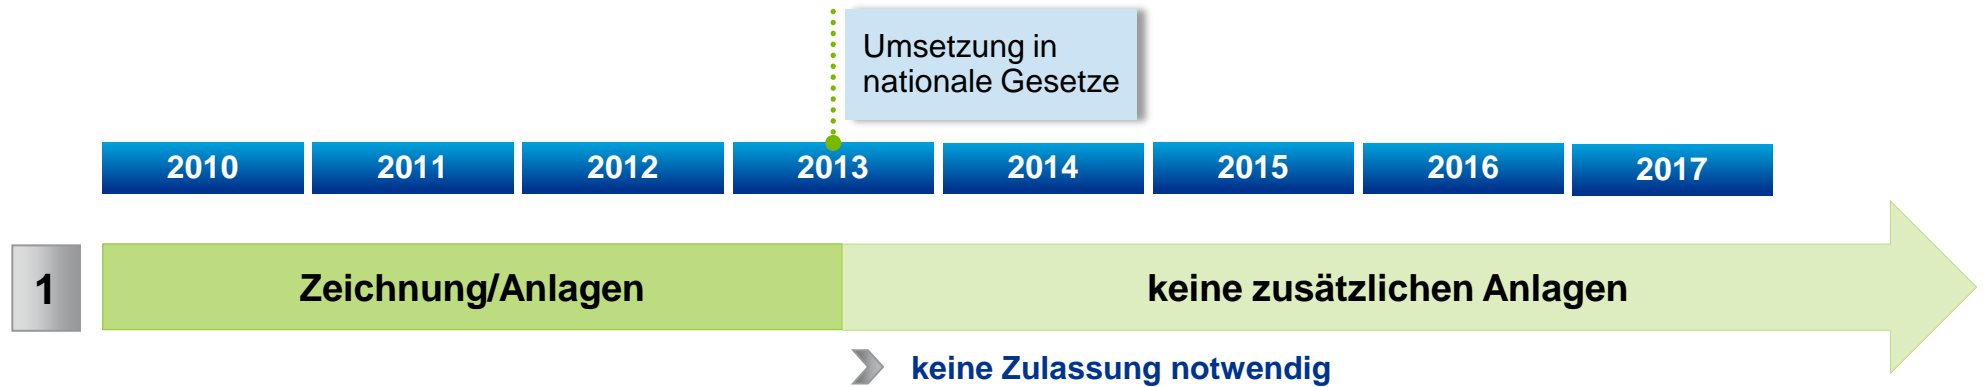 Umsetzung in
nationale Gesetze
2010 2011 2012 2013 2014 2015 2016 2017
1 Zeichnung/Anlagen keine zusätzlichen Anlagen
keine Zulassung notwendig